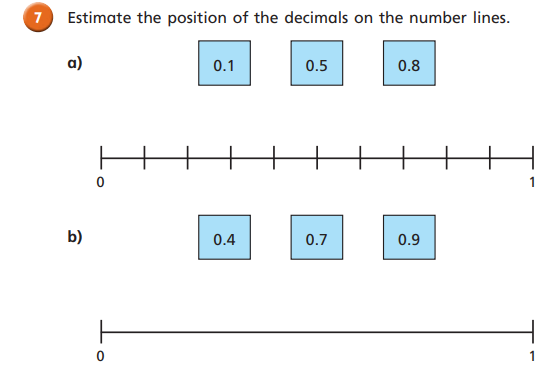 7 Estimate the position of the decimals on the number lines.
a) 0.1 0.5 0.8
0 1
b) 0.4 0.7 0.9
0 1